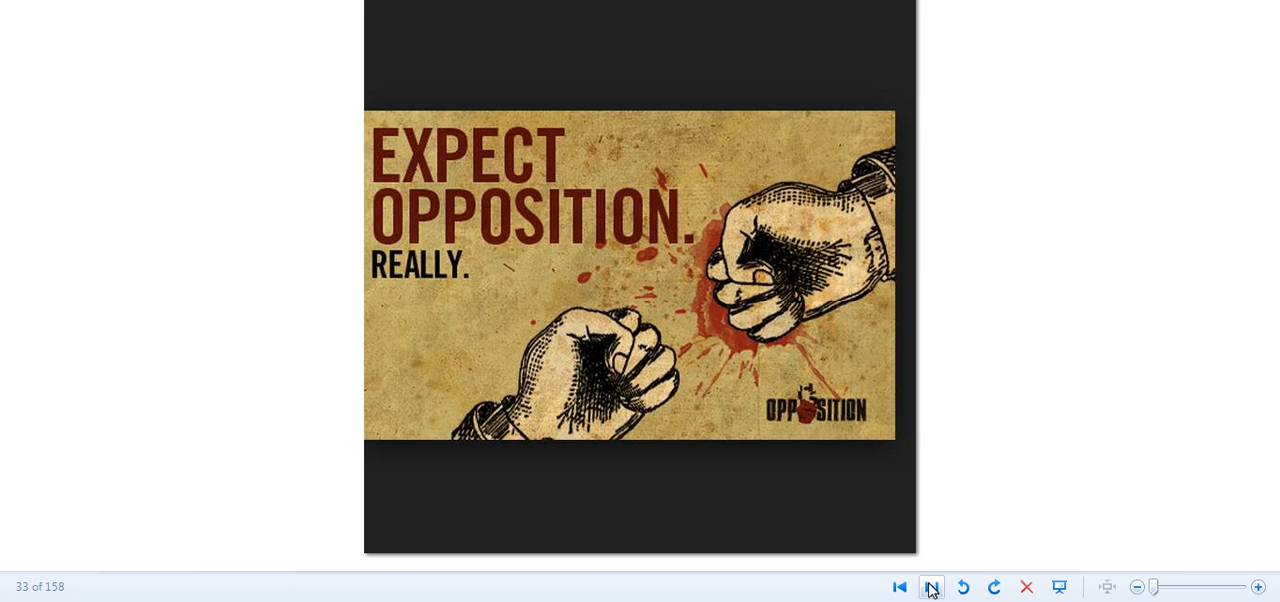 EXPECT
OPPOSITION.
REALLY.
OPPOSITION
33 of 158